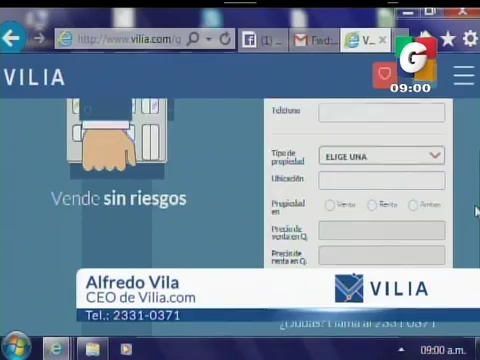 http://www.vilia.com/g
(1) ...
Fwd:
V...
G
09:00
VILIA
Teléfono
Tipo de propiedad
ELIGE UNA
Ubicación
Propiedad en
Venta
Renta
Ambas
Precio de venta en Q.
Precio de renta en Q.
Vende sin riesgos
Alfredo Vila
CEO de Vilia.com
Tel.: 2331-0371
VILIA
¿Dudas? Llama al 2331 0371
09:00 a.m.